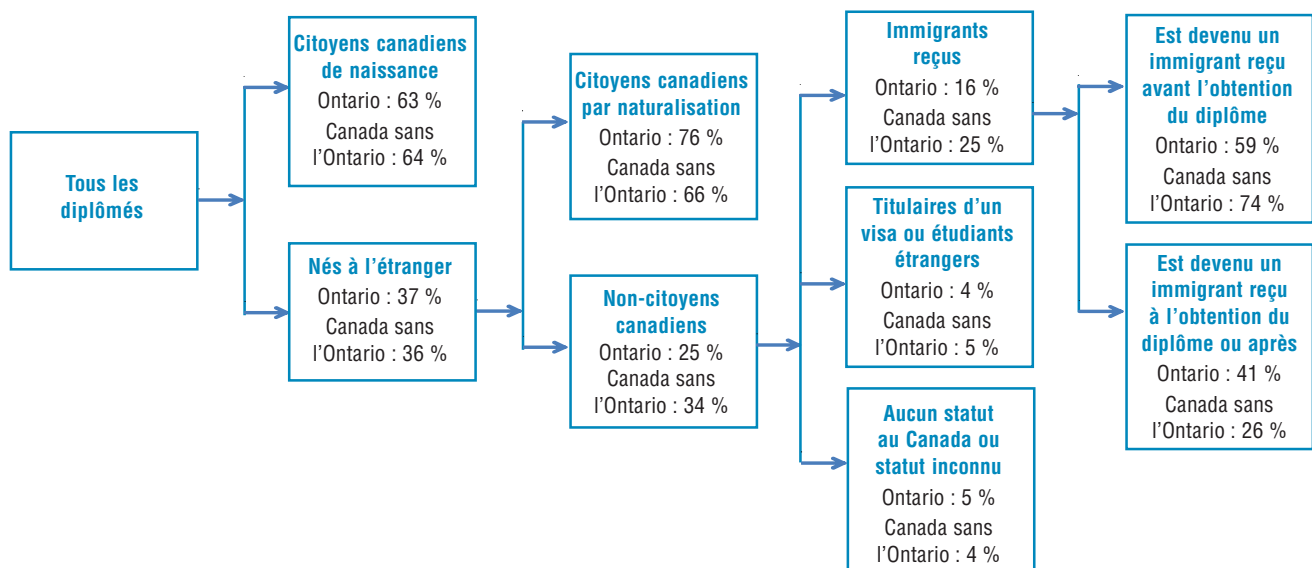 Tous les
diplômés
Citoyens canadiens
de naissance
Ontario : 63 %
Canada sans
l'Ontario : 64 %
Nés à l'étranger
Ontario : 37 %
Canada sans
l'Ontario : 36 %
Citoyens canadiens
par naturalisation
Ontario : 76 %
Canada sans
l'Ontario : 66 %
Non-citoyens
canadiens
Ontario : 25 %
Canada sans
l'Ontario : 34 %
Immigrants
reçus
Ontario : 16 %
Canada sans
l'Ontario : 25 %
Titulaires d'un
visa ou étudiants
étrangers
Ontario : 4 %
Canada sans
l'Ontario : 5 %
Aucun statut
au Canada ou
statut inconnu
Ontario : 5 %
Canada sans
l'Ontario : 4 %
Est devenu un
immigrant reçu
avant l'obtention
du diplôme
Ontario : 59 %
Canada sans
l'Ontario : 74 %
Est devenu un
immigrant reçu
à l'obtention du
diplôme ou après
Ontario : 41 %
Canada sans
l'Ontario : 26 %